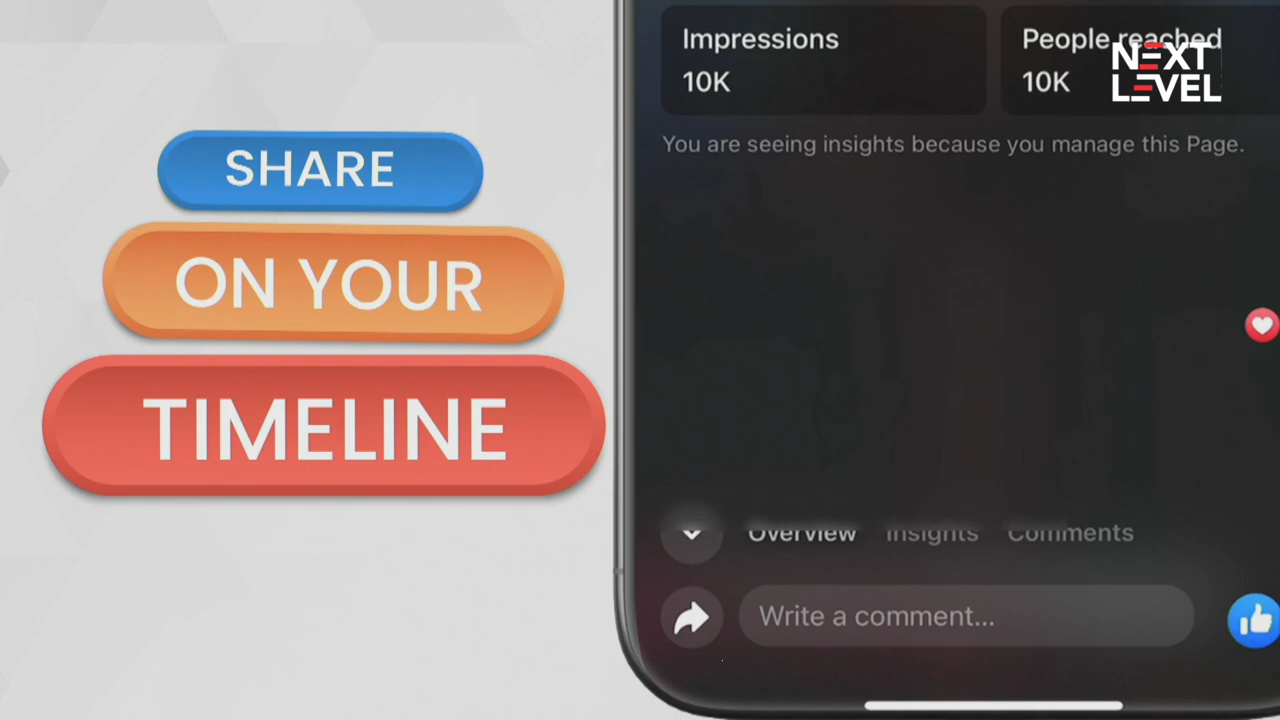 SHARE
ON YOUR
TIMELINE
Impressions
10K
People reached
10K
NEXT
LEVEL
You are seeing insights because you manage this Page.
Overview Insights Comments
Write a comment...